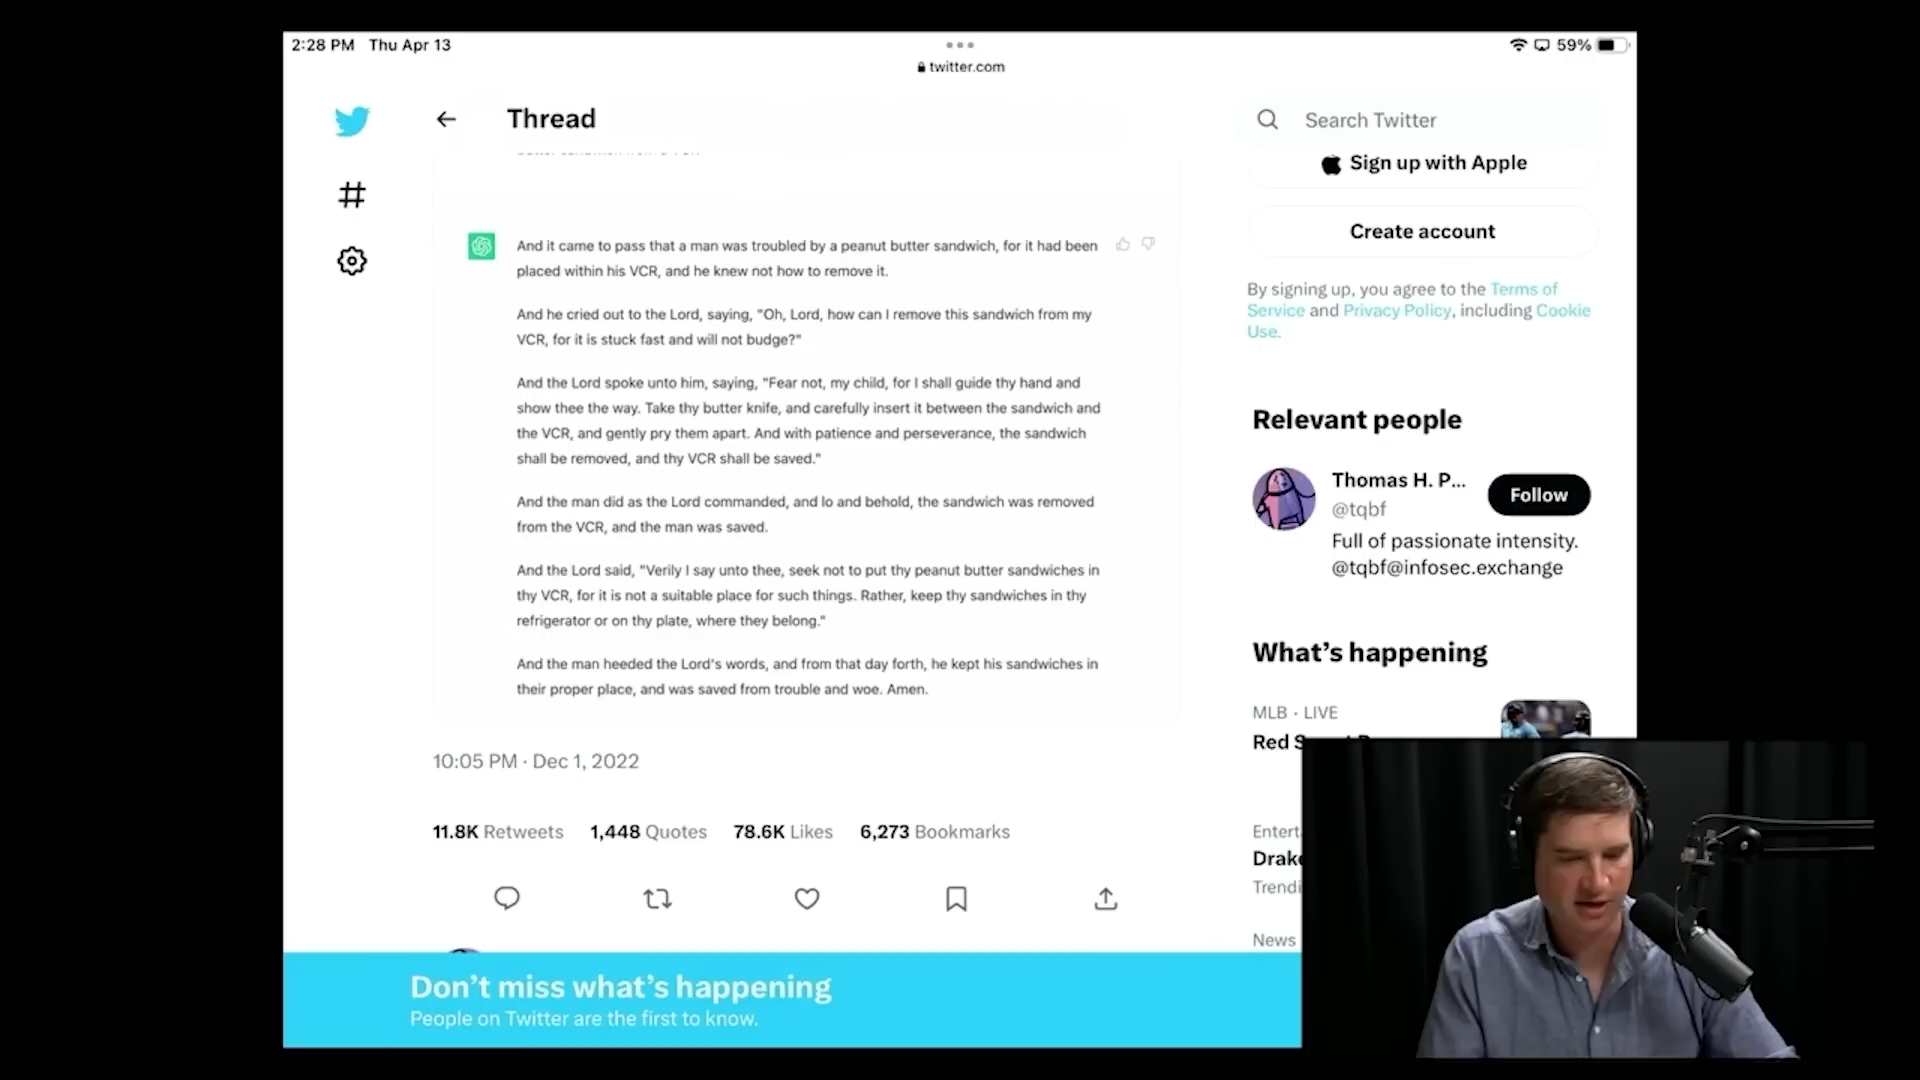 2:28 PM Thu Apr 13
59%
twitter.com
Thread
Search Twitter
Sign up with Apple
Create account
By signing up, you agree to the Terms of
Service and Privacy Policy, including Cookie
Use.
And it came to pass that a man was troubled by a peanut butter sandwich, for it had been
placed within his VCR, and he knew not how to remove it.
And he cried out to the Lord, saying, "Oh, Lord, how can I remove this sandwich from my
VCR, for it is stuck fast and will not budge?"
And the Lord spoke unto him, saying, "Fear not, my child, for I shall guide thy hand and
show thee the way. Take thy butter knife, and carefully insert it between the sandwich and
the VCR, and gently pry them apart. And with patience and perseverance, the sandwich
shall be removed, and thy VCR shall be saved."
And the man did as the Lord commanded, and lo and behold, the sandwich was removed
from the VCR, and the man was saved.
And the Lord said, "Verily I say unto thee, seek not to put thy peanut butter sandwiches in
thy VCR, for it is not a suitable place for such things. Rather, keep thy sandwiches in thy
refrigerator or on thy plate, where they belong."
And the man heeded the Lord's words, and from that day forth, he kept his sandwiches in
their proper place, and was saved from trouble and woe. Amen.
10:05 PM · Dec 1, 2022
11.8K Retweets 1,448 Quotes 78.6K Likes 6,273 Bookmarks
Relevant people
Thomas H. P...
@tqbf
Follow
Full of passionate intensity.
@tqbf@infosec.exchange
What's happening
MLB · LIVE
Red
Drake
News
Don't miss what's happening
People on Twitter are the first to know.